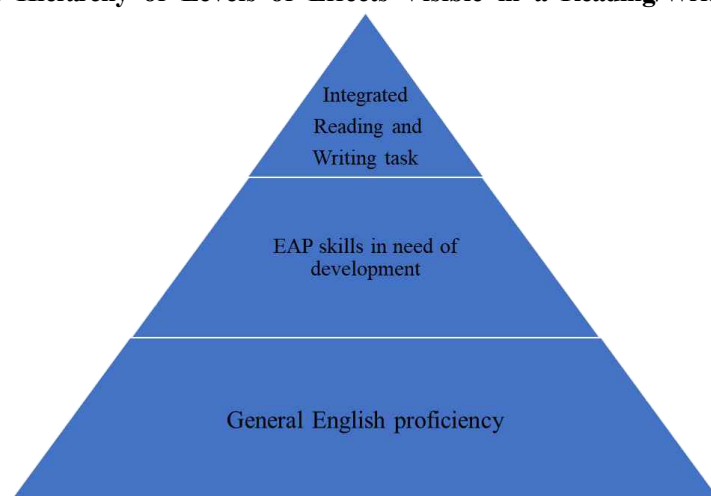 Hierarchy of Levels of Effects Visible in a Reading/Wri
Integrated
Reading and
Writing task
EAP skills in need of
development
General English proficiency